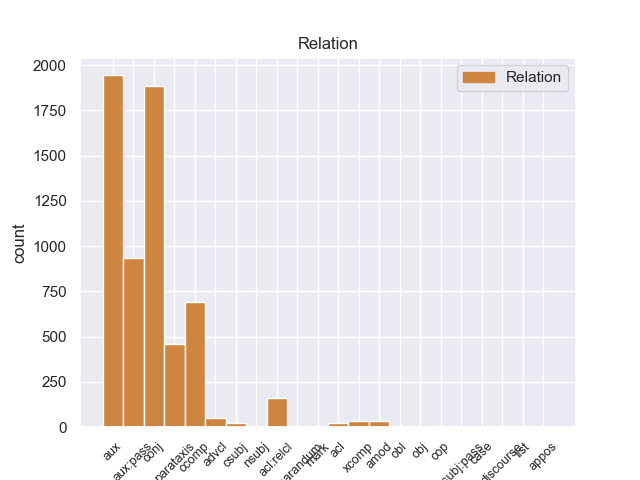 Relation
Relation
2000
1750
1500
1250
1000
750
500
250
0
count
aux
aux:pass
conj
parataxis
ccomp
advcl
csubj
nsubj
acl:relcl
mark
acl
xcomp
amod
obl
obj
cop
case
discourse
list
appos